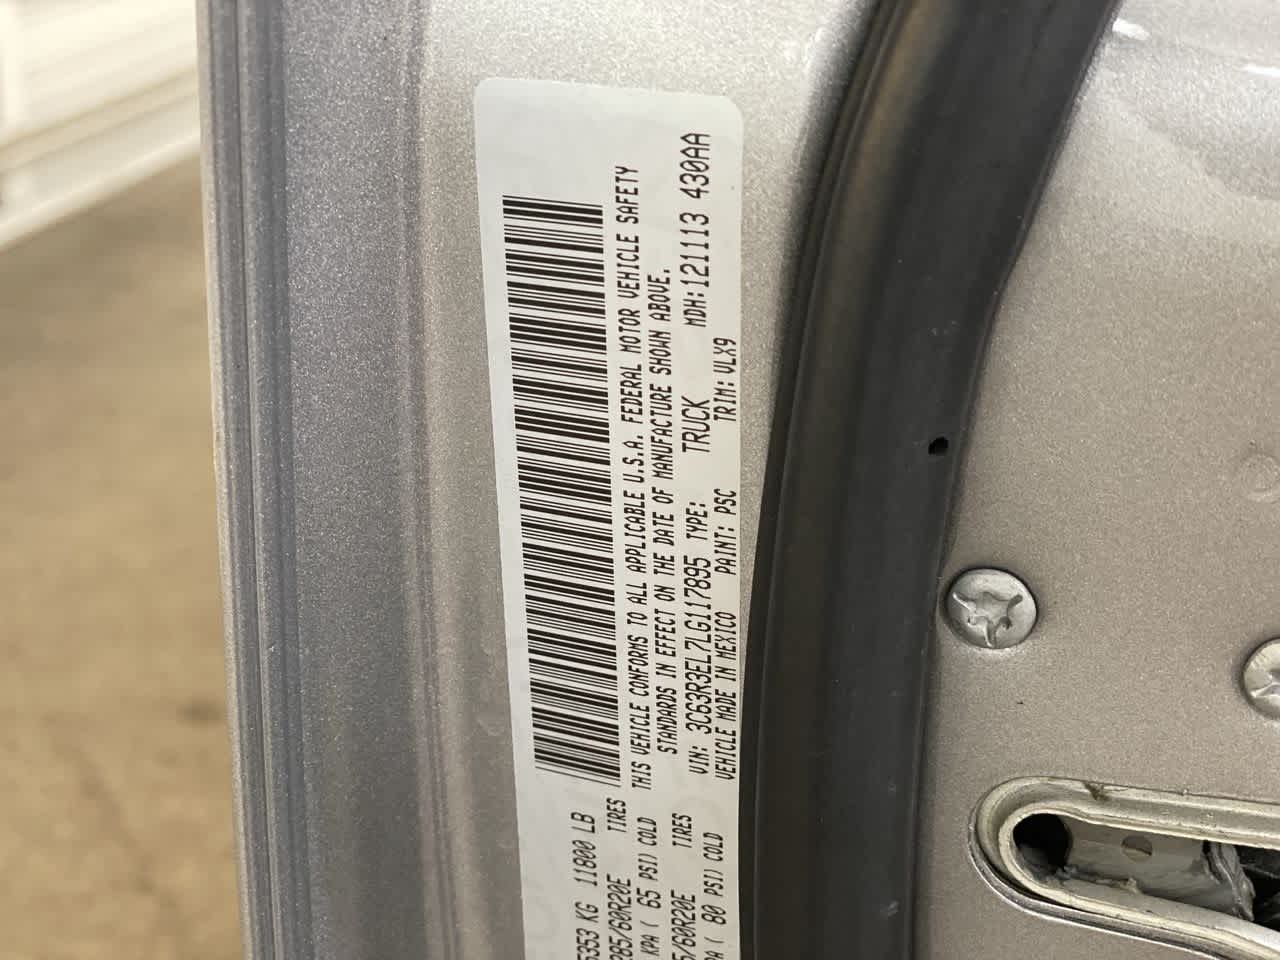 5353 KG 11800 LB
285/60R20E TIRES
KPA ( 65 PSI) COLD
5/60R20E TIRES
PA ( 80 PSI) COLD
THIS VEHICLE CONFORMS TO ALL APPLICABLE U.S.A. FEDERAL MOTOR VEHICLE SAFETY
STANDARDS IN EFFECT ON THE DATE OF MANUFACTURE SHOWN ABOVE.
VIN: 3C63R3EL7LG117895 TYPE: TRUCK MDH:121113 430AA
VEHICLE MADE IN MEXICO PAINT: PSC TRIM: VLX9